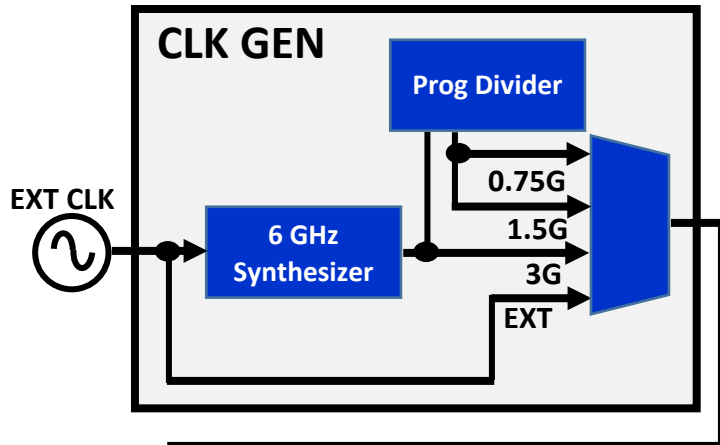 CLK GEN
Prog Divider
0.75G
EXT CLK
6 GHz
Synthesizer
1.5G
3G
EXT